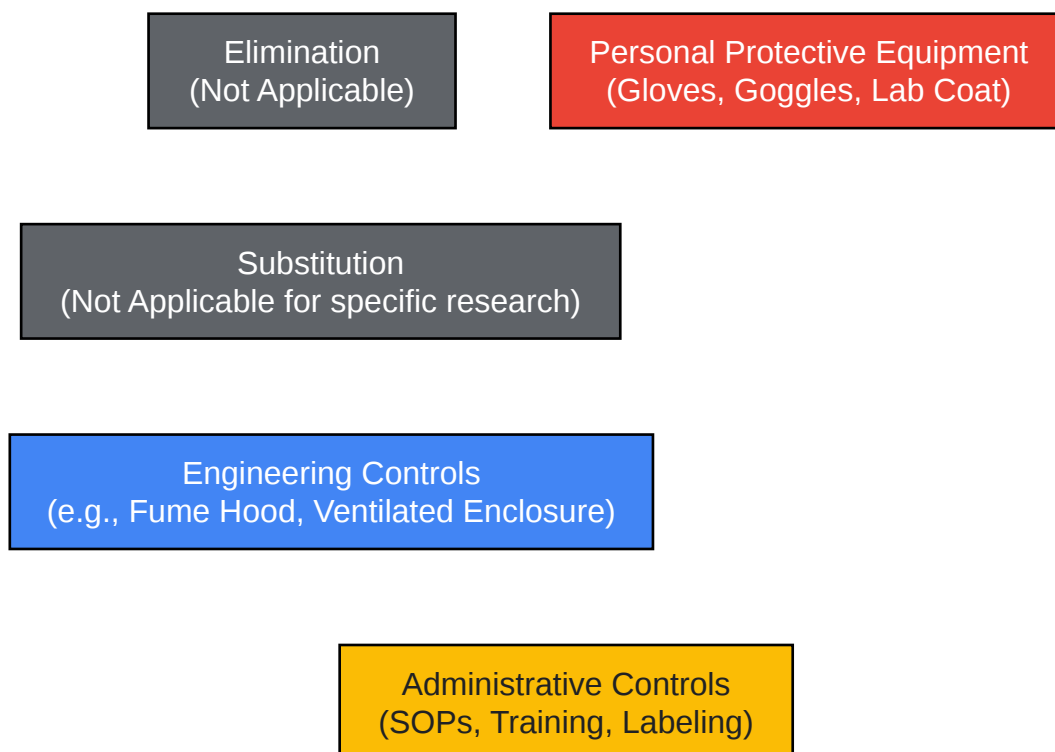 Elimination
(Not Applicable)
Personal Protective Equipment
(Gloves, Goggles, Lab Coat)
Substitution
(Not Applicable for specific research)
Engineering Controls
(e.g., Fume Hood, Ventilated Enclosure)
Administrative Controls
(SOPs, Training, Labeling)